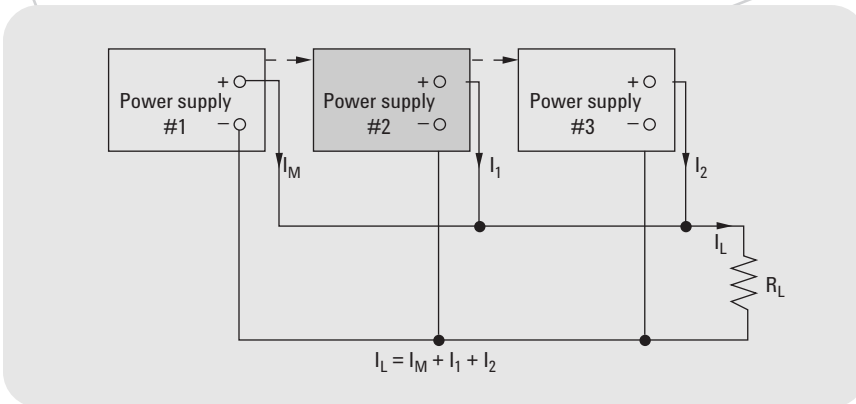 Power supply
#1
+
−
Power supply
#2
+
−
Power supply
#3
+
−
I_M
I_1
I_2
I_L
R_L
I_L = I_M + I_1 + I_2